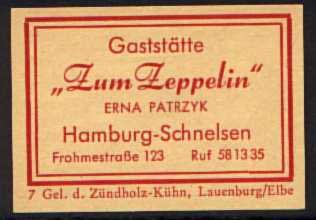 Gaststätte
„Zum Zeppelin“
ERNA PATRZYK
Hamburg-Schnelsen
Frohmestraße 123 Ruf 581335
7 Gel. d. Zündholz-Kühn, Lauenburg/Elbe